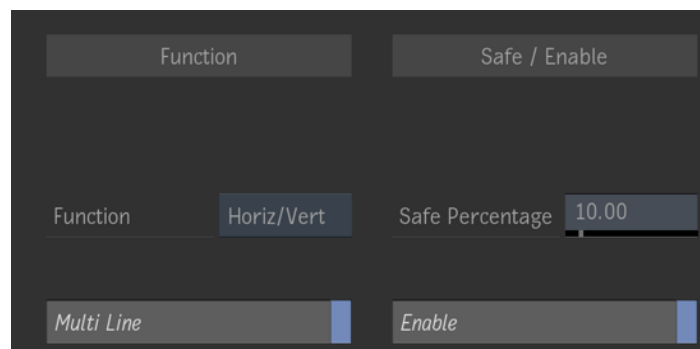 Function Safe / Enable
Function Horiz/Vert Safe Percentage 10.00
Multi Line Enable